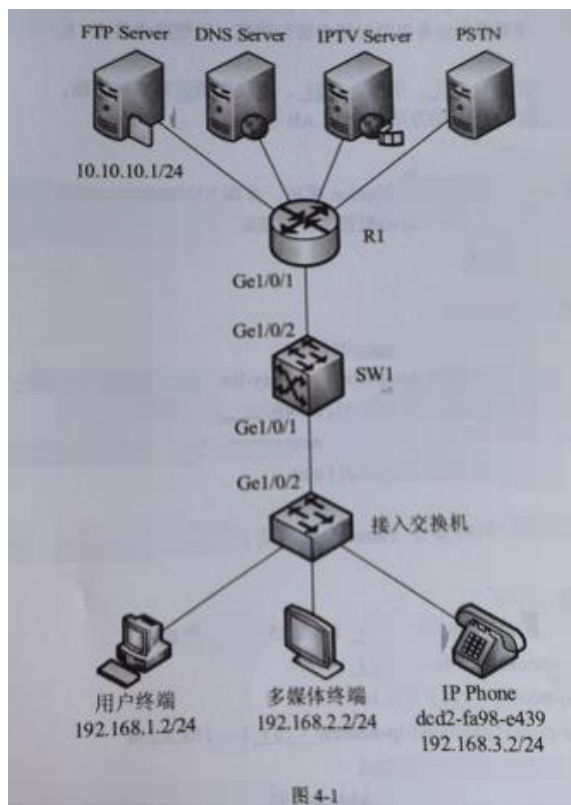 FTP Server DNS Server IPTV Server PSTN
10.10.10.1/24
R1
Ge1/0/1
Ge1/0/2
SW1
Ge1/0/1
Ge1/0/2
接入交换机
用户终端
192.168.1.2/24
多媒体终端
192.168.2.2/24
IP Phone
dcd2-fa98-e439
192.168.3.2/24
图 4-1